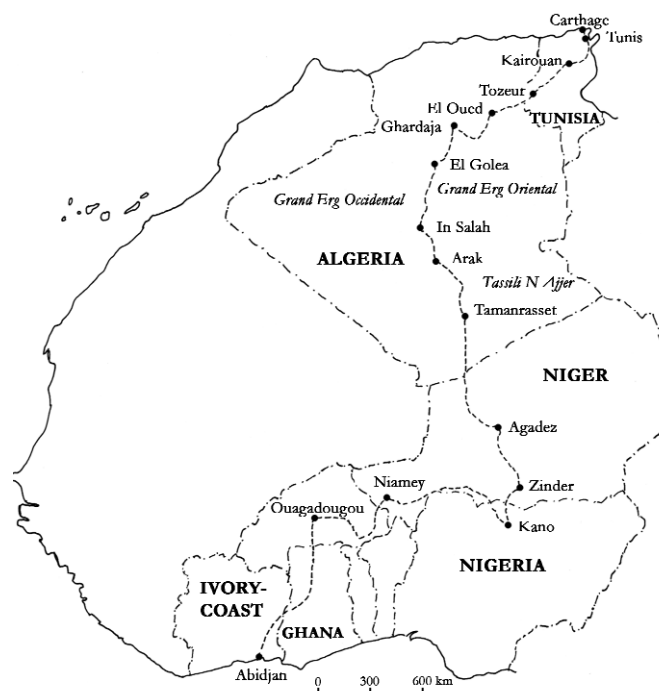 Carthage
Tunis
Kairouan
Tozeur
El Oued
TUNISIA
Ghardaja
El Golea
Grand Erg Oriental
Grand Erg Occidental
In Salah
ALGERIA
Arak
Tassili N Ajjer
Tamanrasset
NIGER
Agadez
Niamey
Zinder
Ouagadougou
Kano
NIGERIA
IVORY-
COAST
GHANA
Abidjan
0 300 600 km